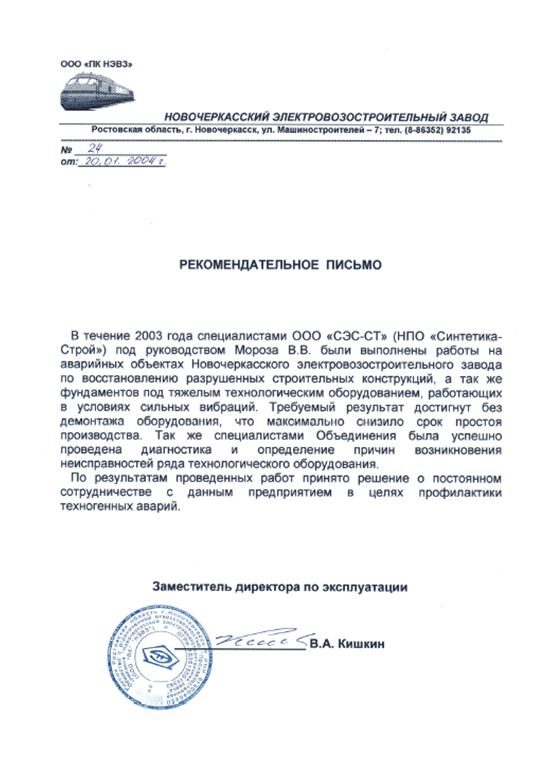 ООО «ПК НЭВЗ»
НОВОЧЕРКАССКИЙ ЭЛЕКТРОВОЗОСТРОИТЕЛЬНЫЙ ЗАВОД
Ростовская область, г. Новочеркасск, ул. Машиностроителей – 7; тел. (8-86352) 92135
№ 24
от: 20.01. 2004 г.
РЕКОМЕНДАТЕЛЬНОЕ ПИСЬМО
В течение 2003 года специалистами ООО «СЭС-СТ» (НПО «Синтетика-
Строй») под руководством Мороза В.В. были выполнены работы на
аварийных объектах Новочеркасского электровозостроительного завода
по восстановлению разрушенных строительных конструкций, а так же
фундаментов под тяжелым технологическим оборудованием, работающих
в условиях сильных вибраций. Требуемый результат достигнут без
демонтажа оборудования, что максимально снизило срок простоя
производства. Так же специалистами Объединения была успешно
проведена диагностика и определение причин возникновения
неисправностей ряда технологического оборудования.
По результатам проведенных работ принято решение о постоянном
сотрудничестве с данным предприятием в целях профилактики
техногенных аварий.
Заместитель директора по эксплуатации
В.А. Кишкин